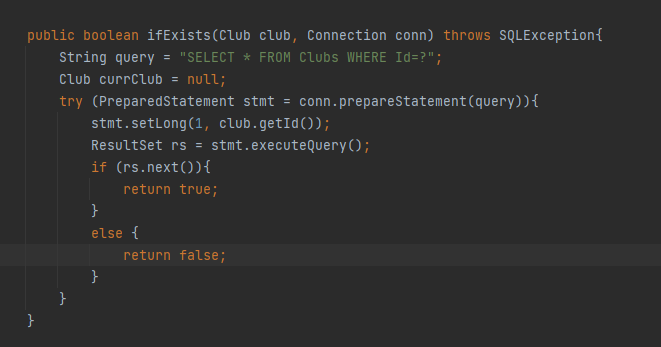 public boolean ifExists(Club club, Connection conn) throws SQLException{
    String query = "SELECT * FROM Clubs WHERE Id=?";
    Club currClub = null;
    try (PreparedStatement stmt = conn.prepareStatement(query)){
        stmt.setLong(1, club.getId());
        ResultSet rs = stmt.executeQuery();
        if (rs.next()){
            return true;
        }
        else {
            return false;
        }
    }
}